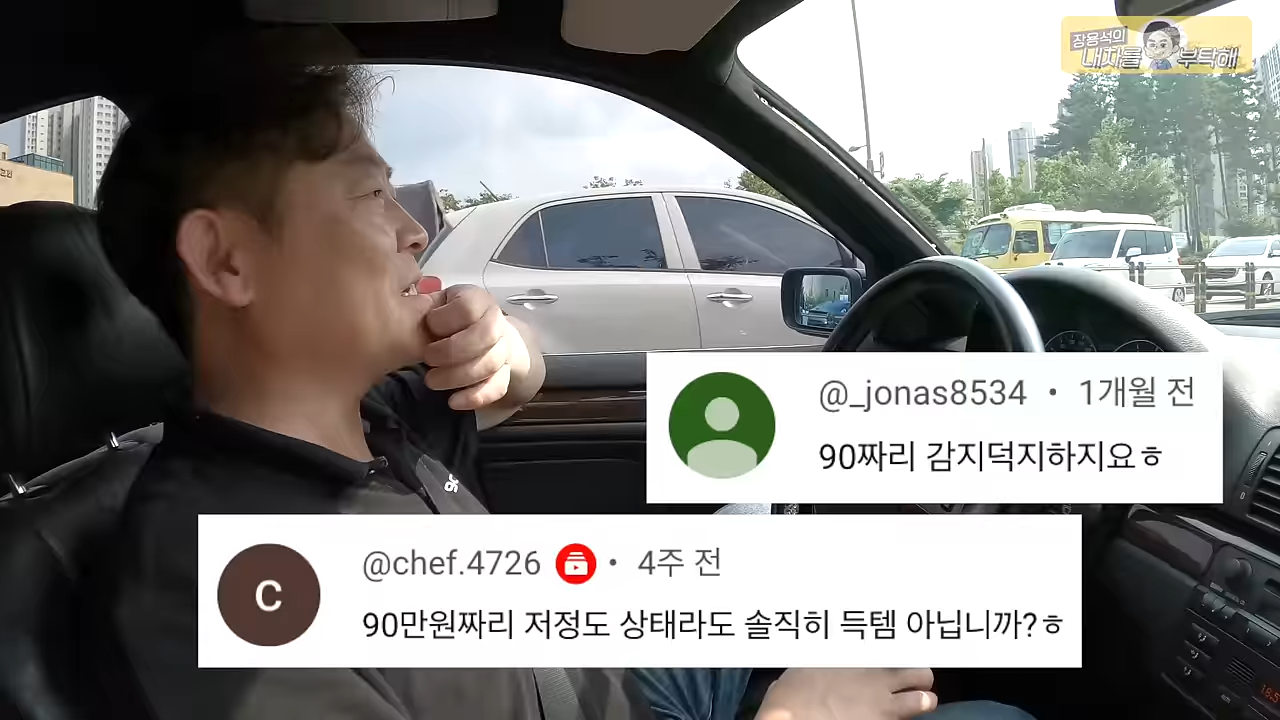 장용석의
내차를 부탁해
@_jonas8534 • 1개월 전
90짜리 감지덕지하지요ㅎ
C
@chef.4726 • 4주 전
90만원짜리 저정도 상태라도 솔직히 득템 아닙니까?ㅎ